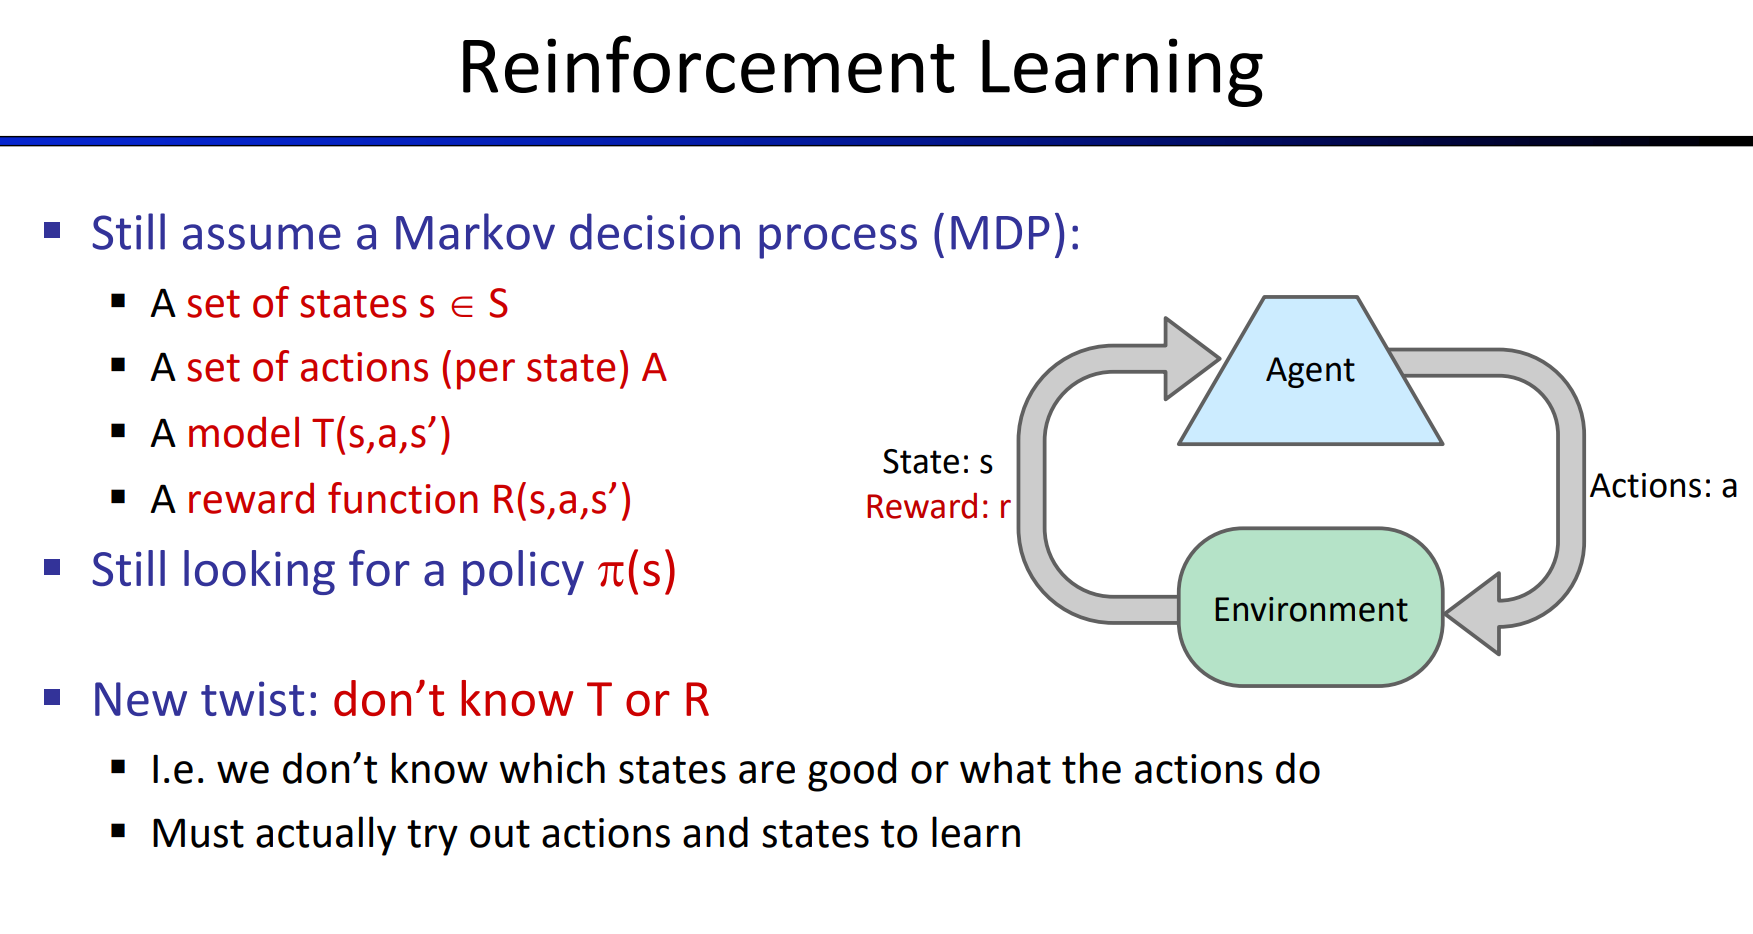 Reinforcement Learning
Still assume a Markov decision process (MDP):
A set of states s ∈ S
A set of actions (per state) A
A model T(s,a,s’)
A reward function R(s,a,s’)
Still looking for a policy π(s)
New twist: don’t know T or R
I.e. we don’t know which states are good or what the actions do
Must actually try out actions and states to learn
Agent
State: s
Reward: r
Actions: a
Environment